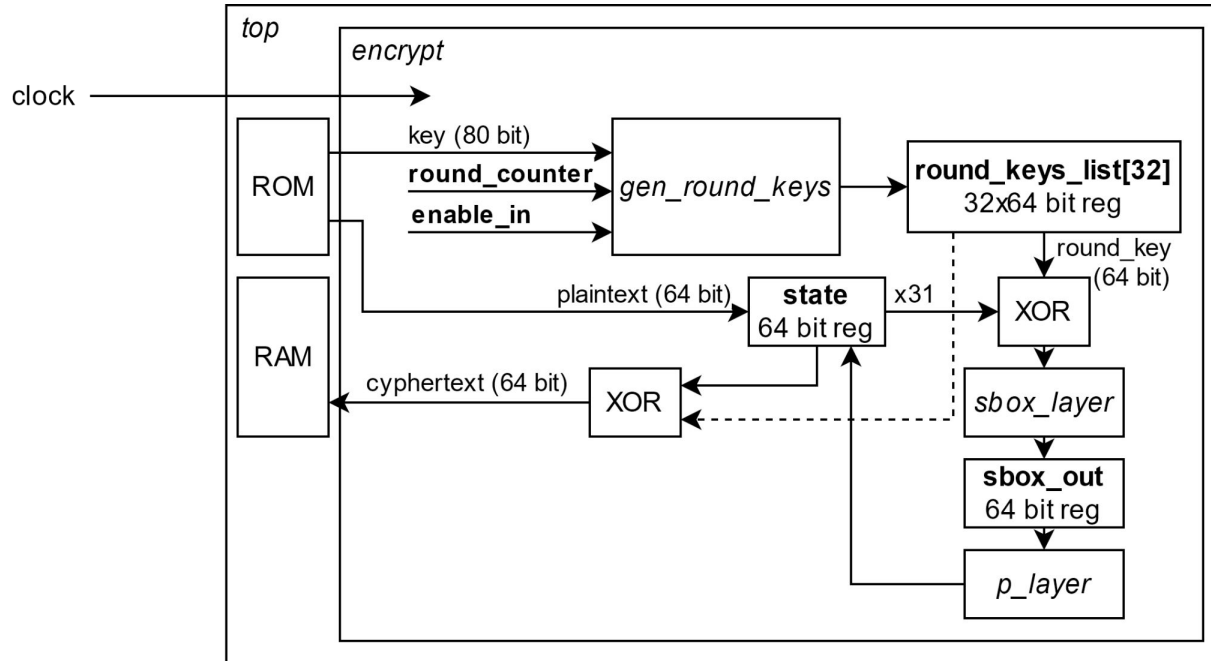 top
encrypt
clock
ROM
key (80 bit)
round_counter
enable_in
gen_round_keys
round_keys_list[32]
32x64 bit reg
round_key
(64 bit)
RAM
plaintext (64 bit)
state
64 bit reg
x31
XOR
cyphertext (64 bit)
XOR
sbox_layer
sbox_out
64 bit reg
p_layer